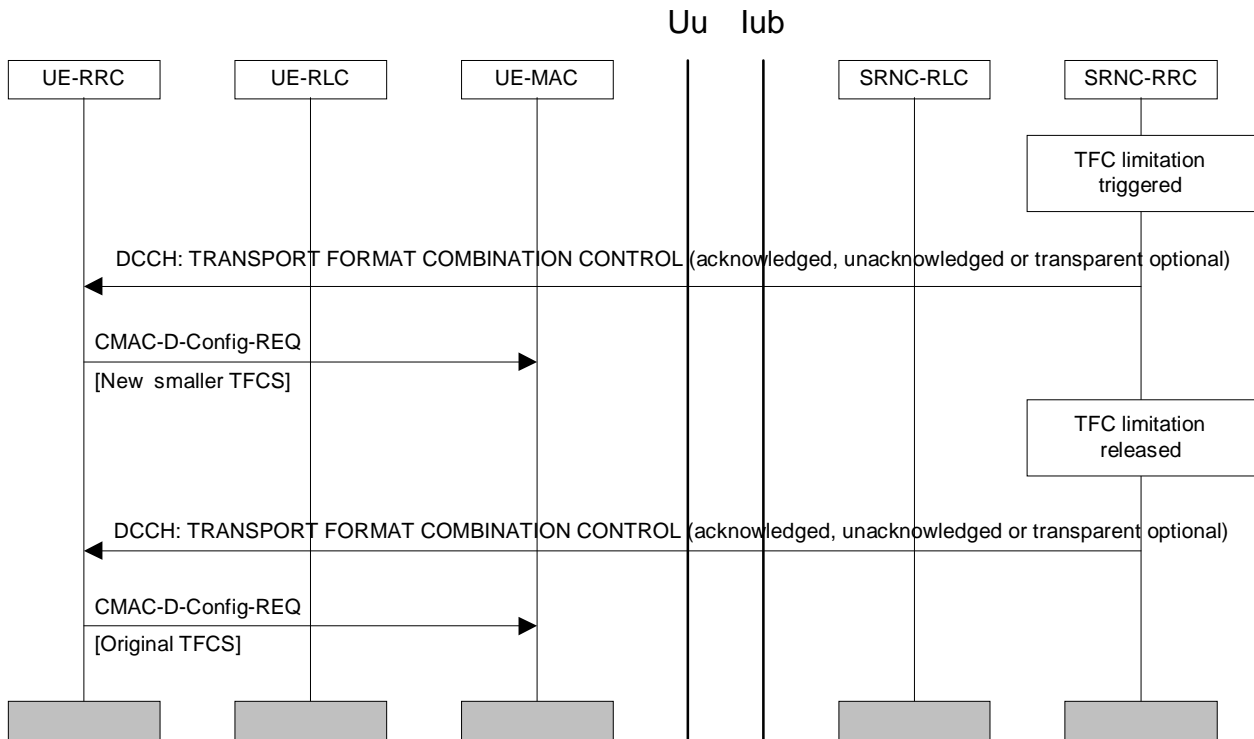 Uu Iub
UE-RRC UE-RLC UE-MAC SRNC-RLC SRNC-RRC
TFC limitation
triggered
DCCH: TRANSPORT FORMAT COMBINATION CONTROL (acknowledged, unacknowledged or transparent optional)
CMAC-D-Config-REQ
[New smaller TFCS]
TFC limitation
released
DCCH: TRANSPORT FORMAT COMBINATION CONTROL (acknowledged, unacknowledged or transparent optional)
CMAC-D-Config-REQ
[Original TFCS]